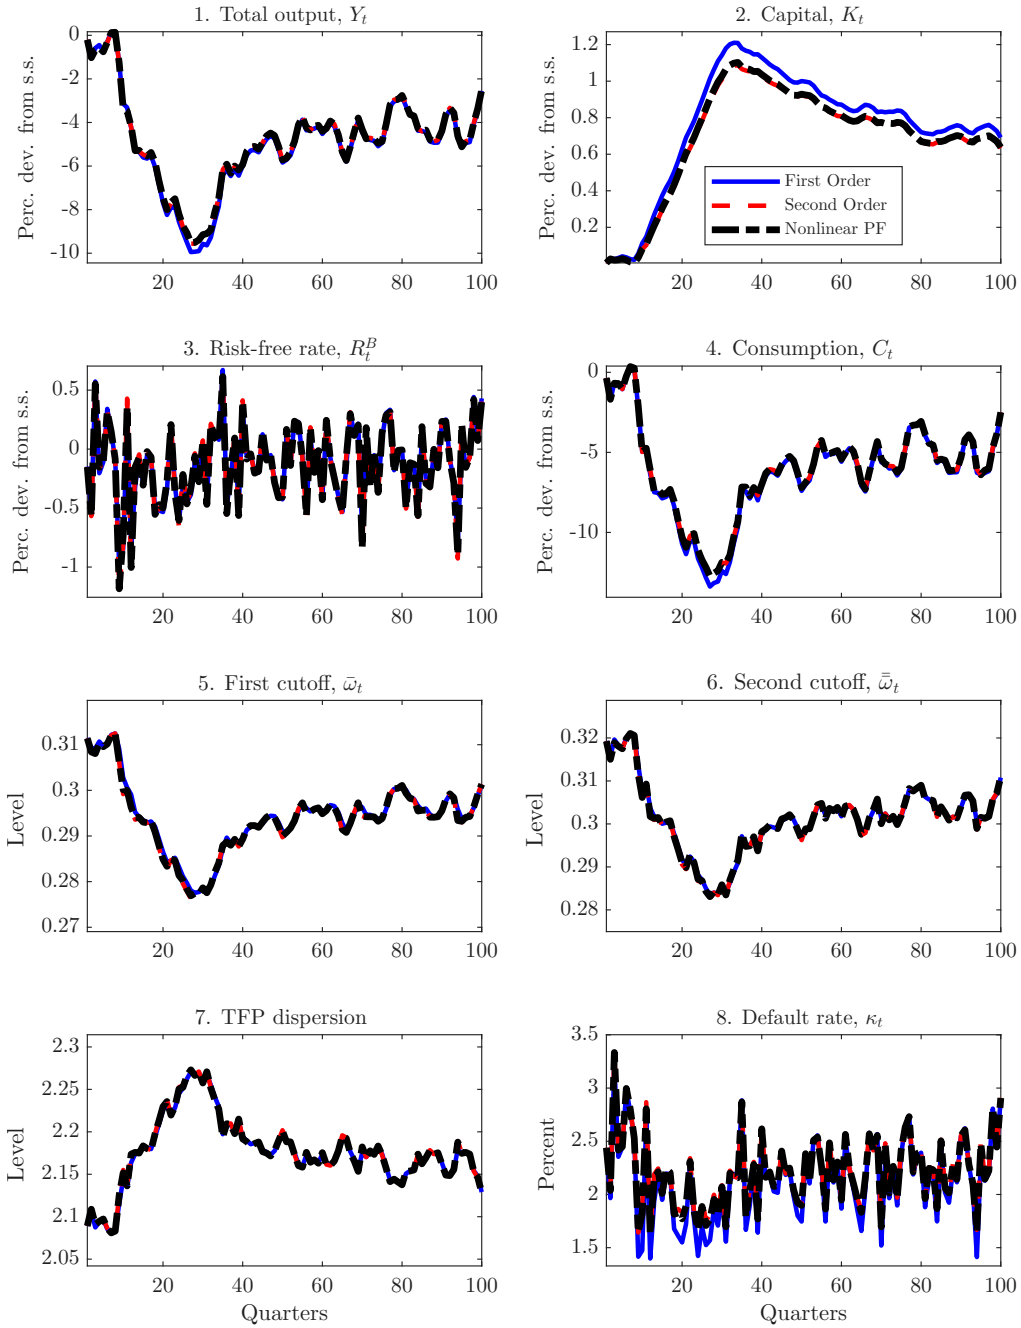 1. Total output, Y_t
Perc. dev. from s.s.
0
-2
-4
-6
-8
-10
20 40 60 80 100
2. Capital, K_t
Perc. dev. from s.s.
1.2
1
0.8
0.6
0.4
0.2
20 40 60 80 100
First Order
Second Order
Nonlinear PF
3. Risk-free rate, R_t^B
Perc. dev. from s.s.
0.5
0
-0.5
-1
20 40 60 80 100
4. Consumption, C_t
Perc. dev. from s.s.
0
-5
-10
20 40 60 80 100
5. First cutoff, ω̄_t
Level
0.31
0.3
0.29
0.28
0.27
20 40 60 80 100
6. Second cutoff, ω̿_t
Level
0.32
0.31
0.3
0.29
0.28
20 40 60 80 100
7. TFP dispersion
Level
2.3
2.25
2.2
2.15
2.1
2.05
20 40 60 80 100
Quarters
8. Default rate, κ_t
Percent
3.5
3
2.5
2
1.5
20 40 60 80 100
Quarters